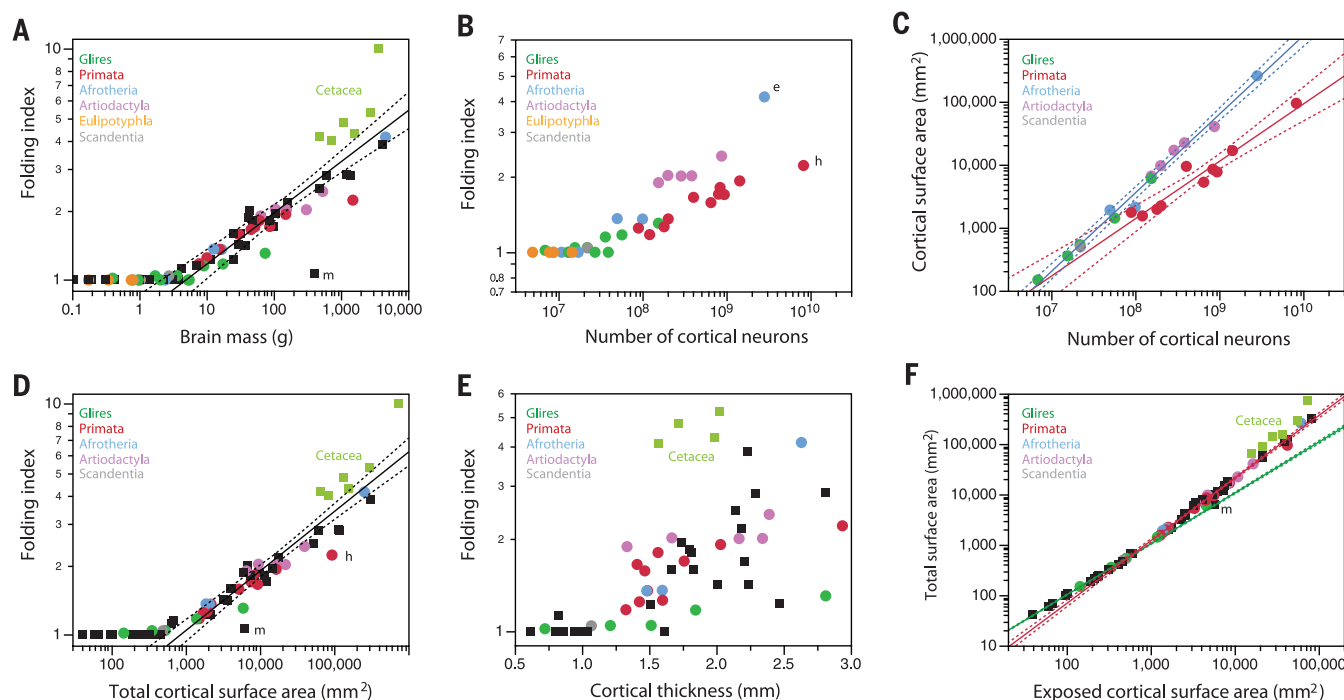 A
Folding index
10
8
7
6
5
4
3
2
1
Glires
Primata
Afrotheria
Artiodactyla
Eulipotyphla
Scandentia
Cetacea
m
0.1
1
10
100
1,000
10,000
Brain mass (g)
B
Folding index
6
5
4
3
2
1
0.8
0.7
Glires
Primata
Afrotheria
Artiodactyla
Eulipotyphla
Scandentia
e
h
10⁷
10⁸
10⁹
10¹⁰
Number of cortical neurons
C
Cortical surface area (mm²)
1,000,000
100,000
10,000
1,000
100
Glires
Primata
Afrotheria
Artiodactyla
Scandentia
10⁷
10⁸
10⁹
10¹⁰
Number of cortical neurons
D
Folding index
10
8
7
6
5
4
3
2
1
Glires
Primata
Afrotheria
Artiodactyla
Scandentia
Cetacea
h
m
100
1,000
10,000
100,000
Total cortical surface area (mm²)
E
Folding index
6
5
4
3
2
1
Glires
Primata
Afrotheria
Artiodactyla
Scandentia
Cetacea
0.5
1.0
1.5
2.0
2.5
3.0
Cortical thickness (mm)
F
Total surface area (mm²)
1,000,000
100,000
10,000
1,000
100
10
Glires
Primata
Afrotheria
Artiodactyla
Scandentia
Cetacea
m
100
1,000
10,000
100,000
Exposed cortical surface area (mm²)